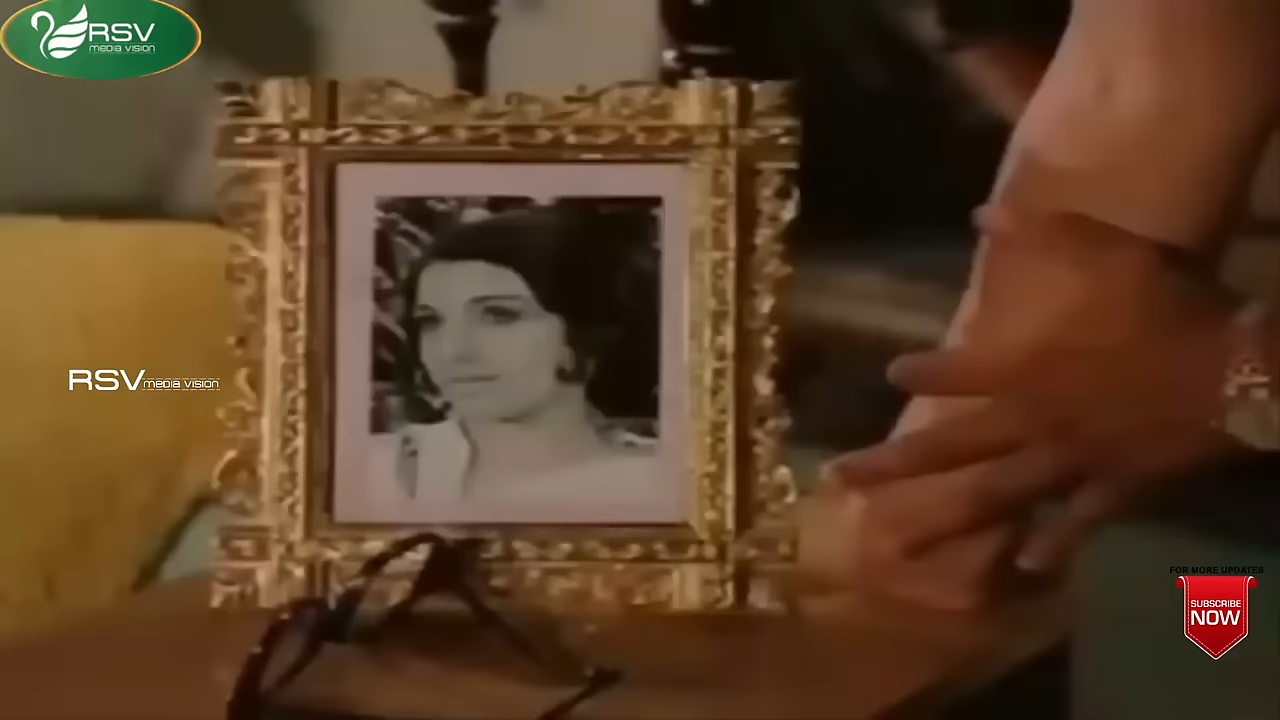 RSV
media vision
RSV media vision
FOR MORE UPDATES
SUBSCRIBE
NOW